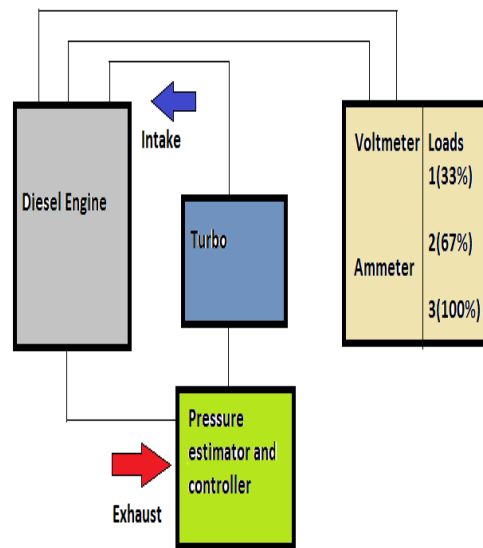 Intake
Diesel Engine
Turbo
Voltmeter
Ammeter
Loads
1(33%)
2(67%)
3(100%)
Pressure
estimator and
controller
Exhaust